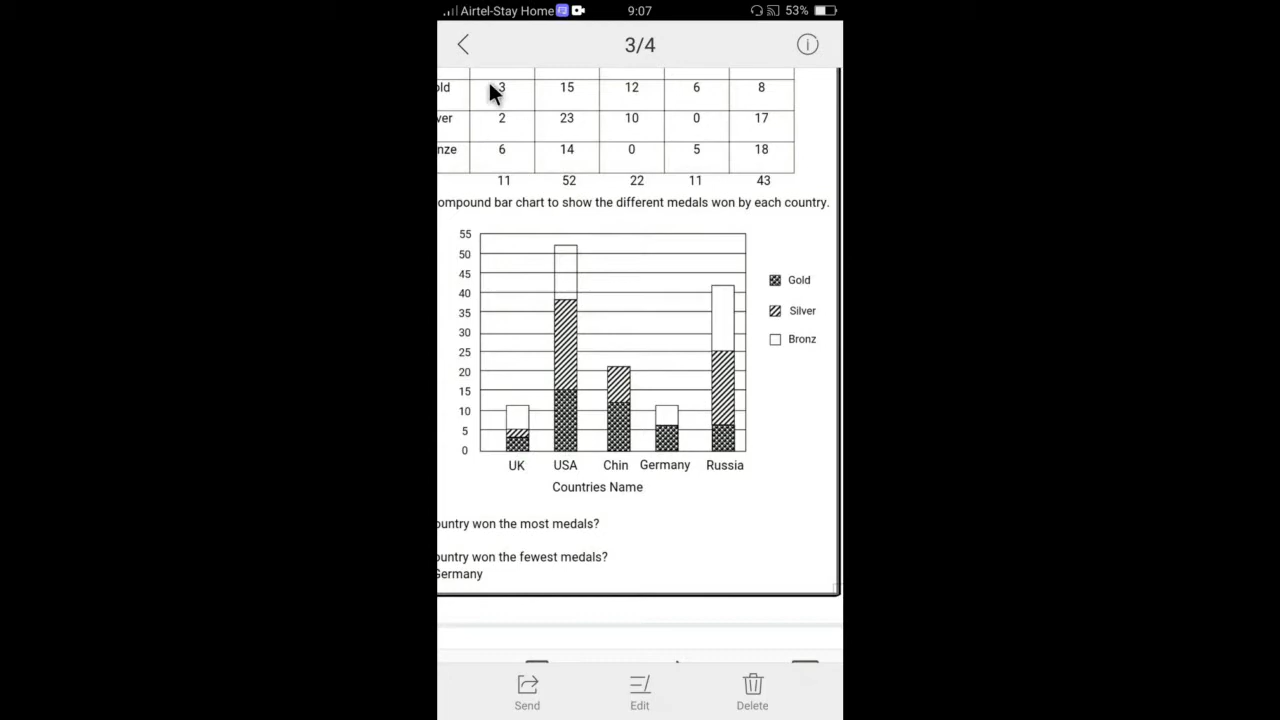 Airtel-Stay Home 9:07 53%
3/4
old 3 15 12 6 8
ver 2 23 10 0 17
nze 6 14 0 5 18
11 52 22 11 43
ompound bar chart to show the different medals won by each country.
55
50
45
40
35
30
25
20
15
10
5
0
Gold
Silver
Bronz
UK USA Chin Germany Russia
Countries Name
ountry won the most medals?
ountry won the fewest medals?
Germany
Send Edit Delete